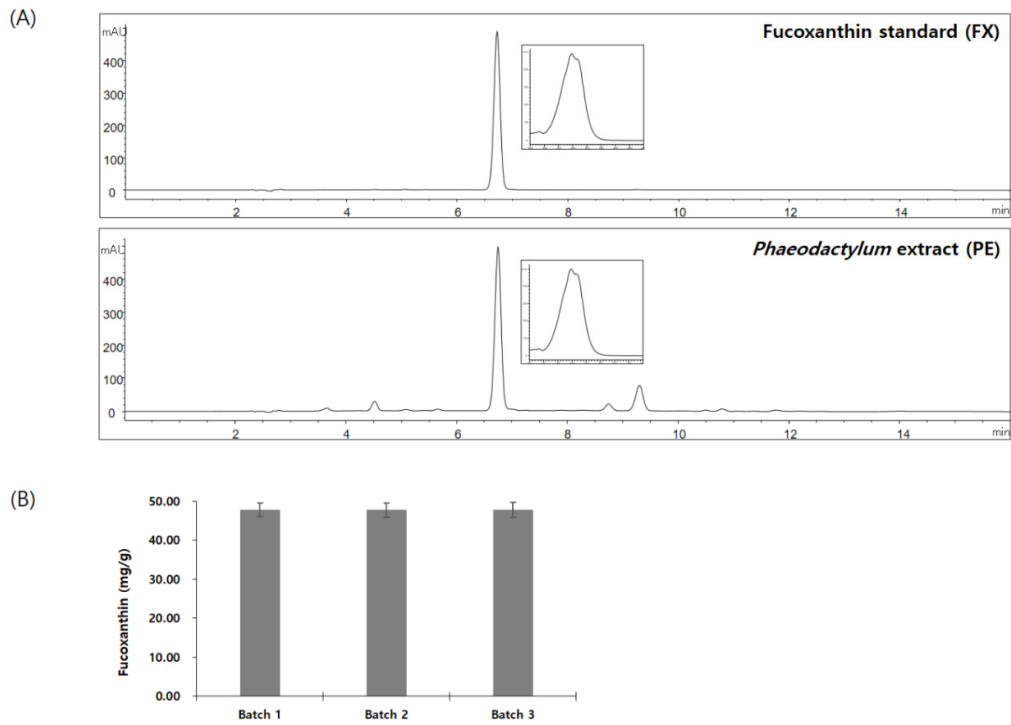 (A)
Fucoxanthin standard (FX)
mAU
400
300
200
100
0
2 4 6 8 10 12 14 min
Phaeodactylum extract (PE)
mAU
400
300
200
100
0
2 4 6 8 10 12 14 min
(B)
Fucoxanthin (mg/g)
50.00
40.00
30.00
20.00
10.00
0.00
Batch 1 Batch 2 Batch 3